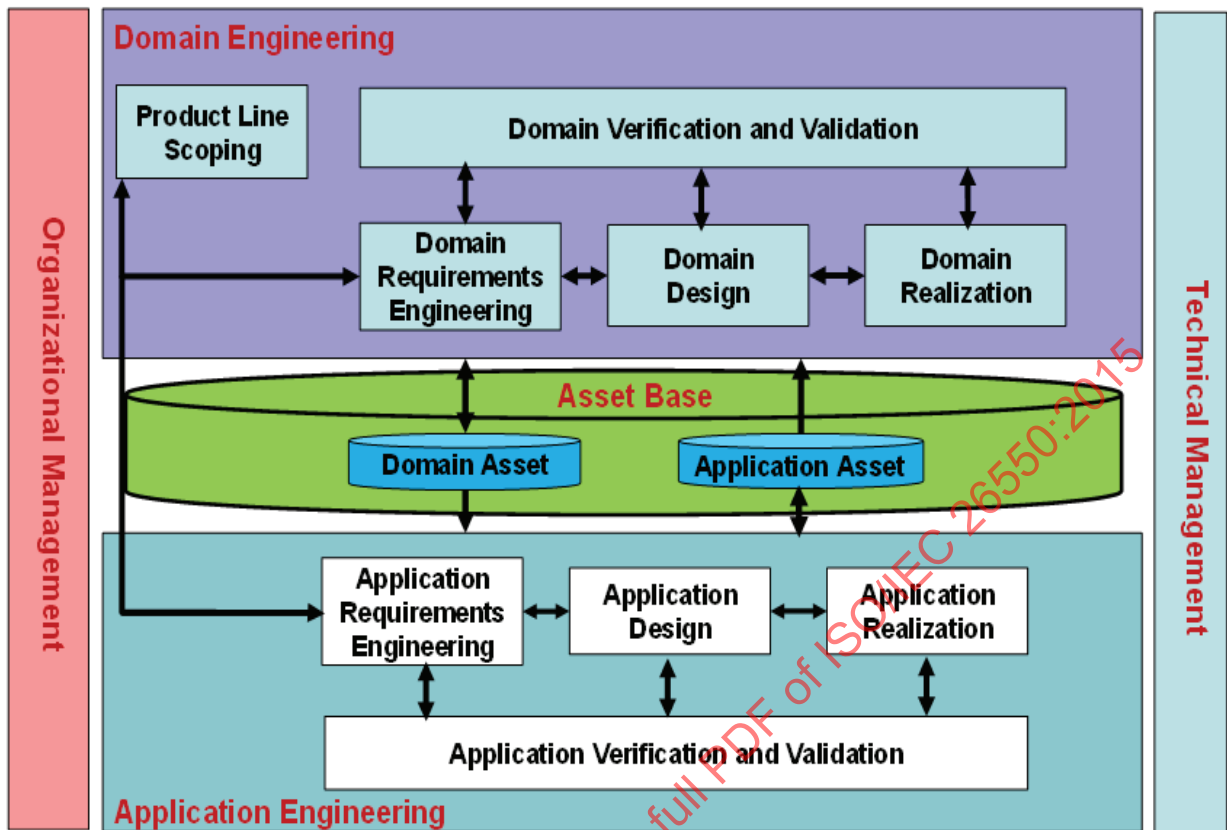 Domain Engineering
Product Line
Scoping
Domain Verification and Validation
Domain
Requirements
Engineering
Domain
Design
Domain
Realization
Organizational Management
Technical Management
Asset Base
Domain Asset
Application Asset
Application
Requirements
Engineering
Application
Design
Application
Realization
Application Verification and Validation
Application Engineering
full PDF of ISO/IEC 26550:2015